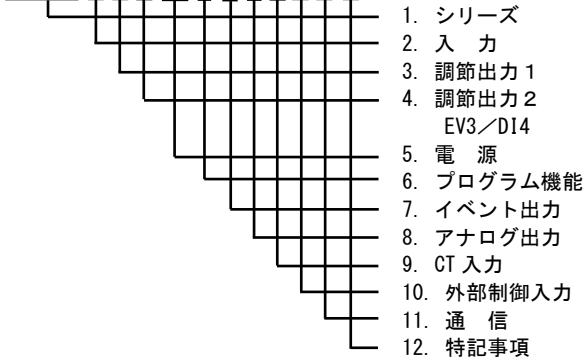 1. シリーズ
2. 入　力
3. 調節出力１
4. 調節出力２
EV3／DI4
5. 電　源
6. プログラム機能
7. イベント出力
8. アナログ出力
9. CT 入力
10. 外部制御入力
11. 通　信
12. 特記事項